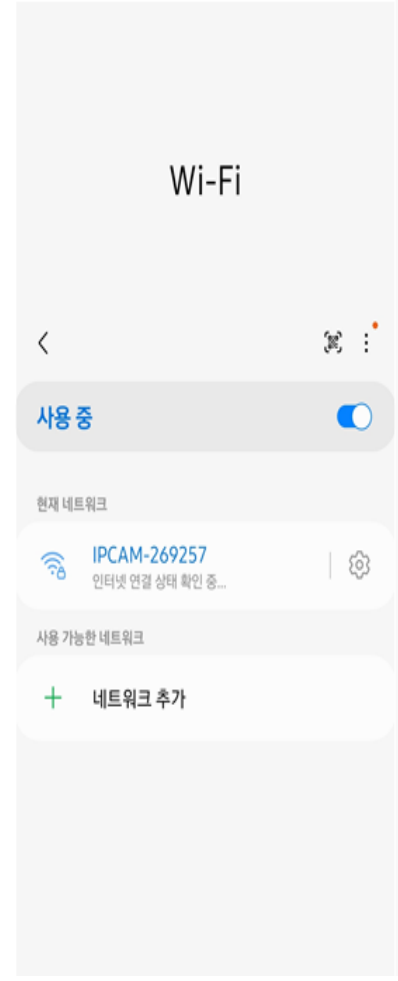 Wi-Fi
사용 중
현재 네트워크
IPCAM-269257
인터넷 연결 상태 확인 중...
사용 가능한 네트워크
네트워크 추가